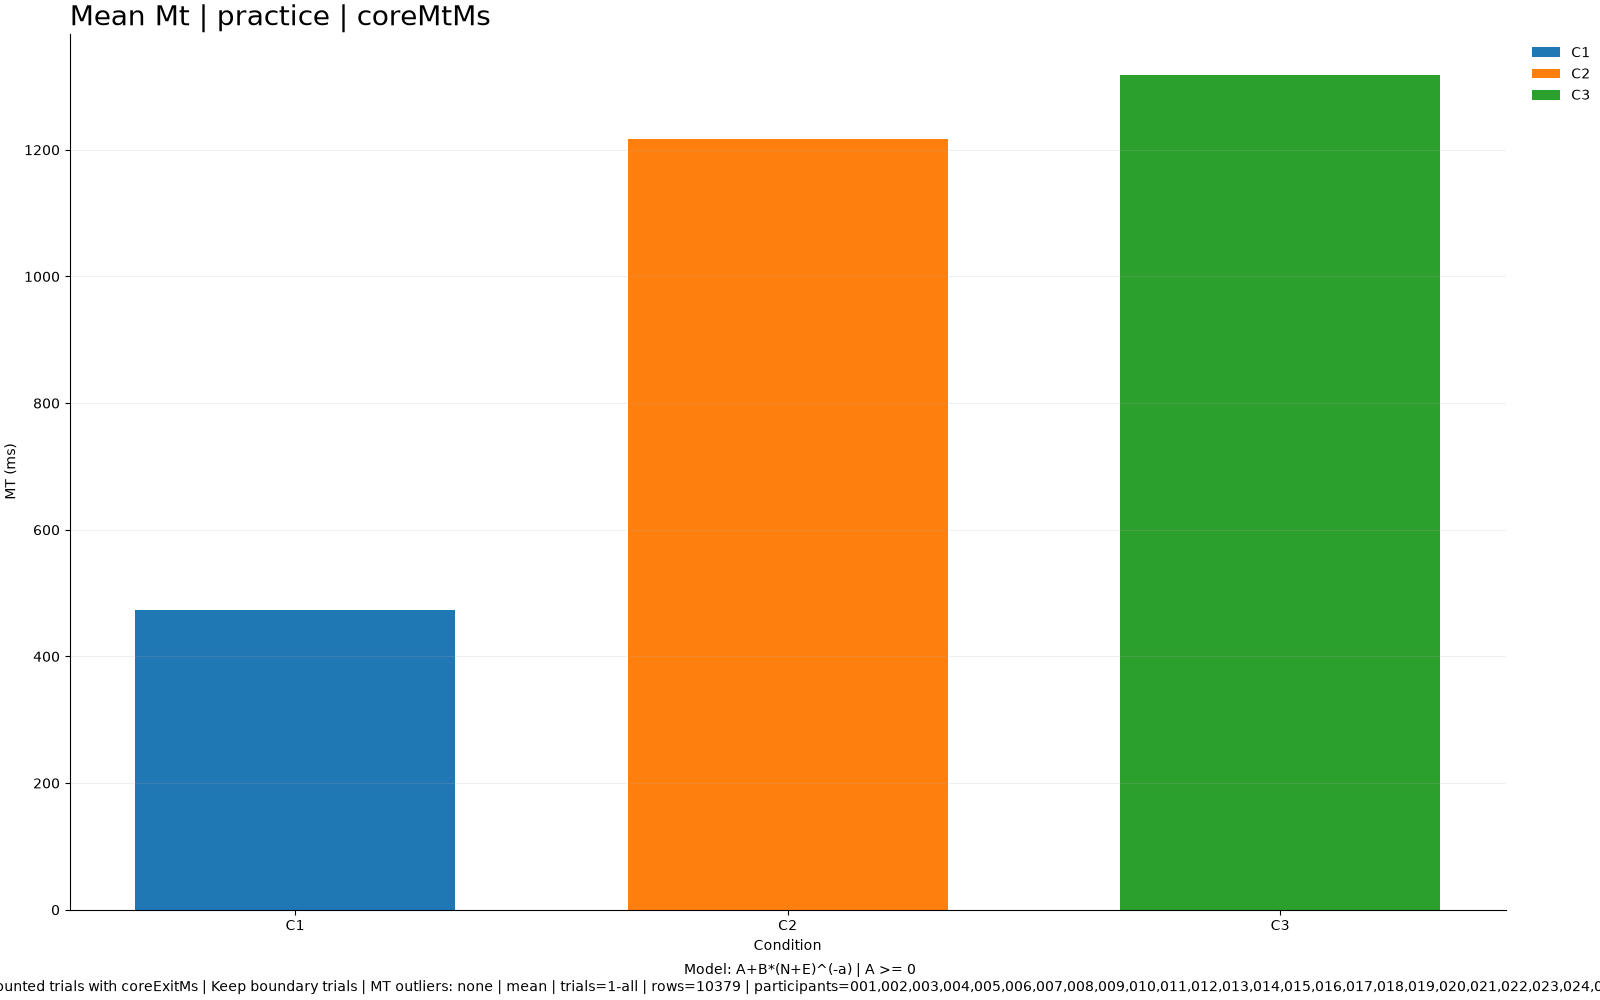 Mean Mt | practice | coreMtMs
C1
C2
C3
1200
1000
800
600
400
200
0
MT (ms)
C1
C2
C3
Condition
Model: A+B*(N+E)^(-a) | A >= 0
trials with coreExitMs | Keep boundary trials | MT outliers: none | mean | trials=1-all | rows=10379 | participants=001,002,003,004,005,006,007,008,009,010,011,012,013,014,015,016,017,018,019,020,021,022,023,024,